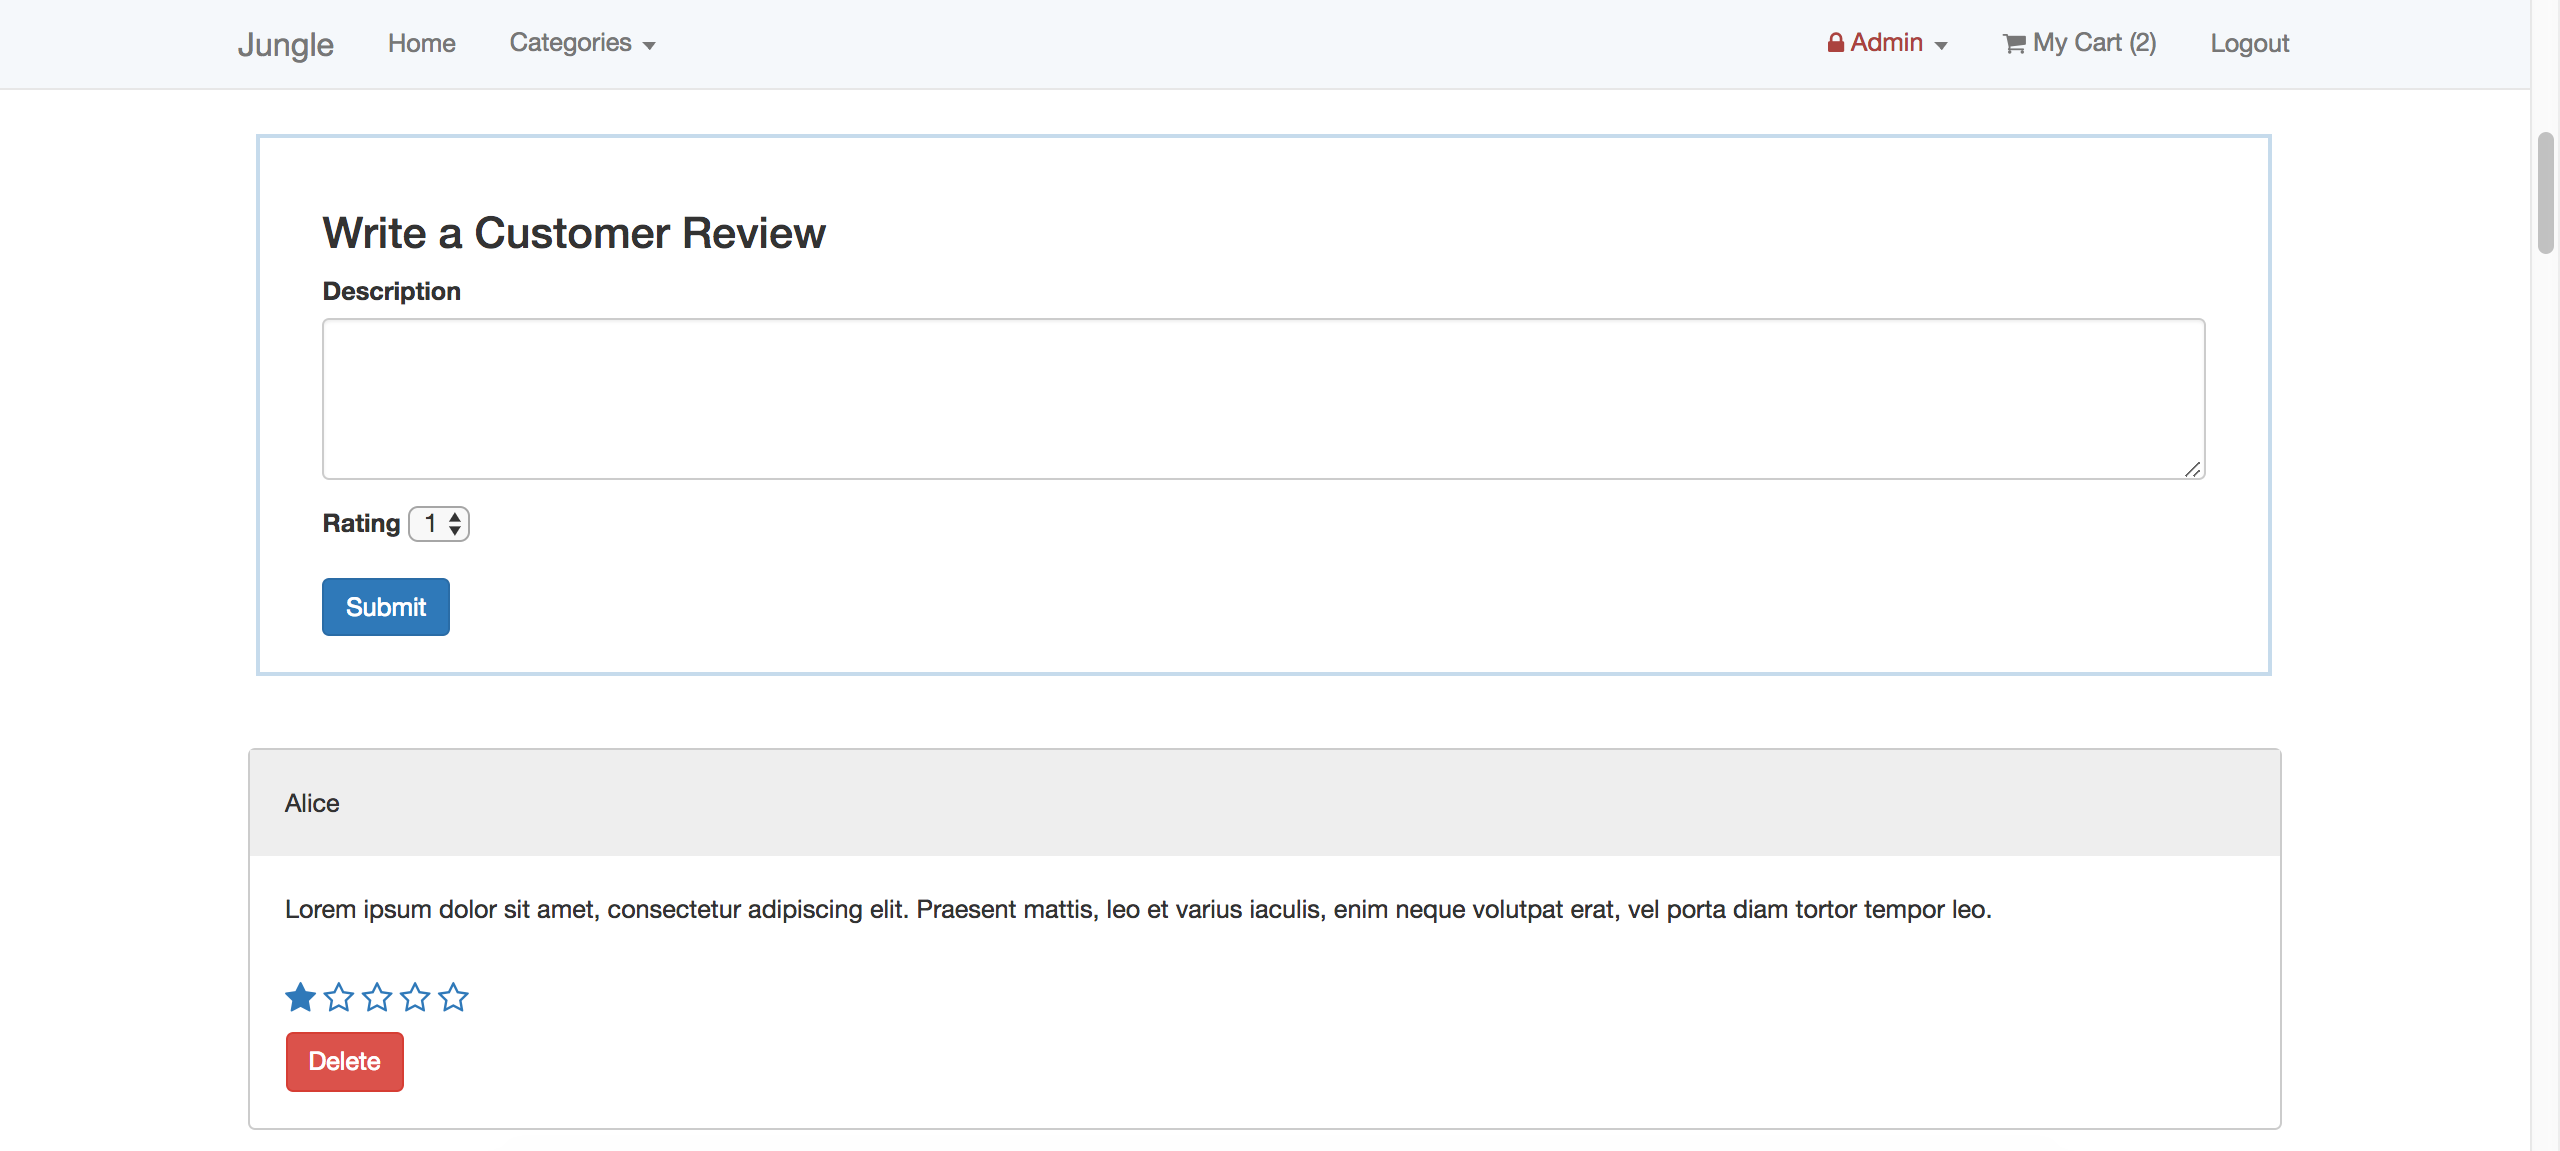 Jungle Home Categories Admin My Cart (2) Logout
Write a Customer Review
Description
Rating 1
Submit
Alice
Lorem ipsum dolor sit amet, consectetur adipiscing elit. Praesent mattis, leo et varius iaculis, enim neque volutpat erat, vel porta diam tortor tempor leo.
Delete